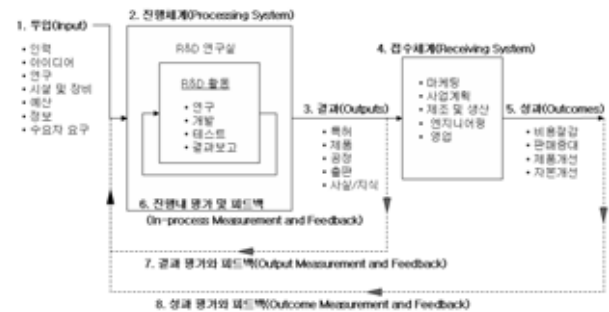 1. 투입(Input)
• 인력
• 아이디어
• 연구
• 시설 및 장비
• 예산
• 정보
• 수요자 요구
2. 진행체계(Processing System)
R&D 연구실
R&D 활동
• 연구
• 개발
• 테스트
• 결과보고
6. 진행내 평가 및 피드백
(In-process Measurement and Feedback)
3. 결과(Outputs)
• 특허
• 제품
• 공정
• 출판
• 사실/지식
4. 접수체계(Receiving System)
• 마케팅
• 사업계획
• 제조 및 생산
• 엔지니어링
• 영업
5. 성과(Outcomes)
• 비용절감
• 판매증대
• 제품개선
• 자본개선
7. 결과 평가와 피드백(Output Measurement and Feedback)
8. 성과 평가와 피드백(Outcome Measurement and Feedback)